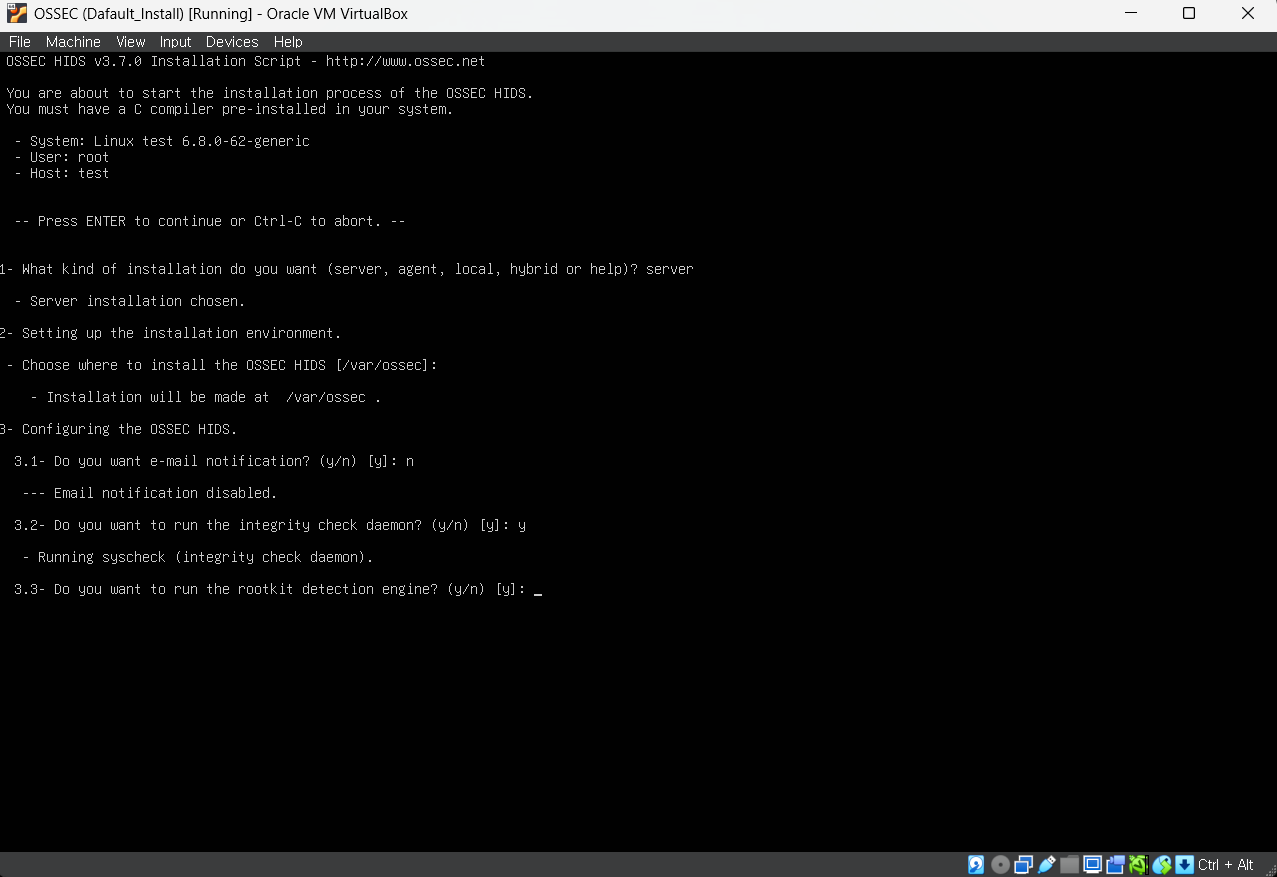 OSSEC (Dafault_Install) [Running] - Oracle VM VirtualBox
File Machine View Input Devices Help
OSSEC HIDS v3.7.0 Installation Script - http://www.ossec.net
You are about to start the installation process of the OSSEC HIDS.
You must have a C compiler pre-installed in your system.
- System: Linux test 6.8.0-62-generic
- User: root
- Host: test
-- Press ENTER to continue or Ctrl-C to abort. --
1- What kind of installation do you want (server, agent, local, hybrid or help)? server
- Server installation chosen.
2- Setting up the installation environment.
- Choose where to install the OSSEC HIDS [/var/ossec]:
- Installation will be made at  /var/ossec .
3- Configuring the OSSEC HIDS.
3.1- Do you want e-mail notification? (y/n) [y]: n
--- Email notification disabled.
3.2- Do you want to run the integrity check daemon? (y/n) [y]: y
- Running syscheck (integrity check daemon).
3.3- Do you want to run the rootkit detection engine? (y/n) [y]: _
Ctrl + Alt